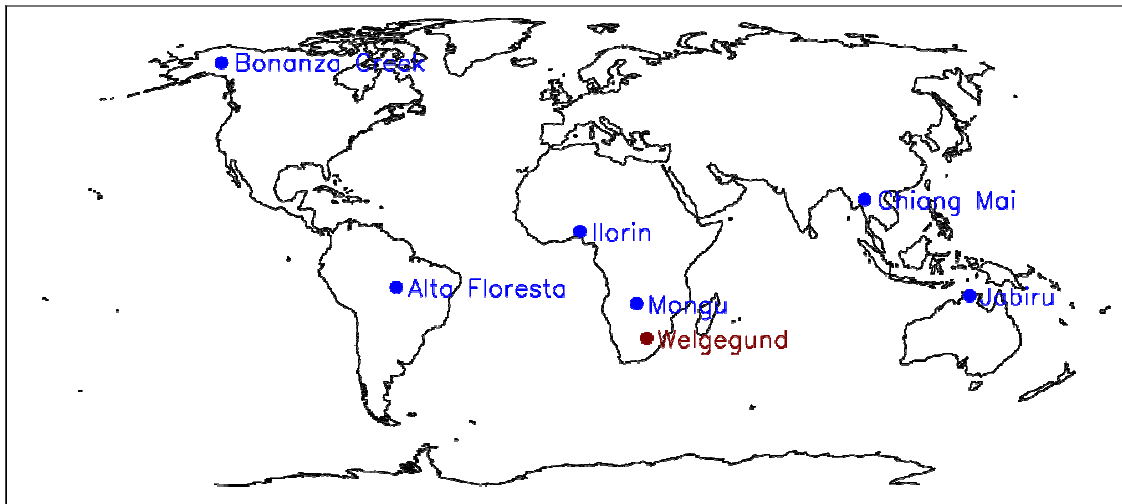 Bonanza Creek
Chiang Mai
Ilorin
Alta Floresta
Jabiru
Mongu
Welgegund